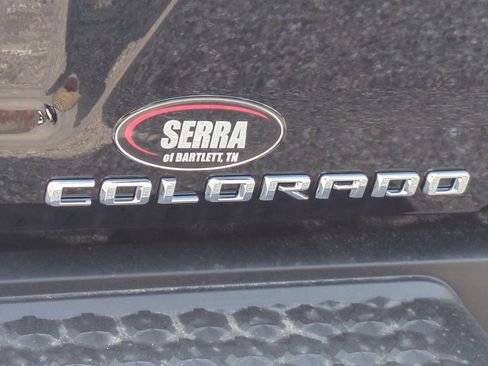 SERRA
of BARTLETT, TN
COLORADO